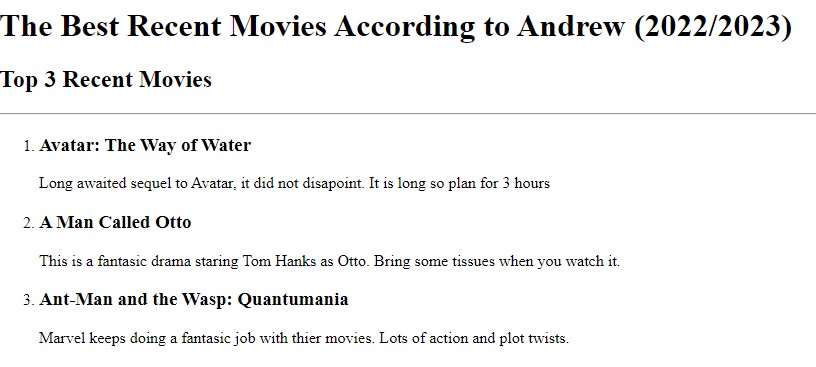 The Best Recent Movies According to Andrew (2022/2023)
Top 3 Recent Movies
1. Avatar: The Way of Water
Long awaited sequel to Avatar, it did not disapoint. It is long so plan for 3 hours
2. A Man Called Otto
This is a fantasic drama staring Tom Hanks as Otto. Bring some tissues when you watch it.
3. Ant-Man and the Wasp: Quantumania
Marvel keeps doing a fantasic job with thier movies. Lots of action and plot twists.